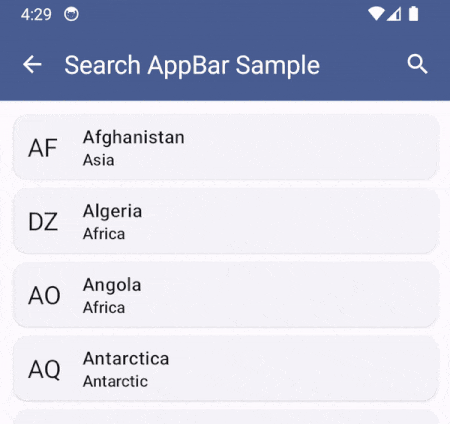 4:29
Search AppBar Sample
AF
Afghanistan
Asia
DZ
Algeria
Africa
AO
Angola
Africa
AQ
Antarctica
Antarctic